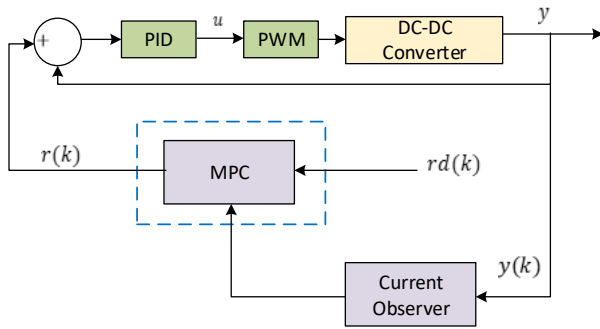 y
u
+
PID
PWM
DC-DC
Converter
r(k)
MPC
rd(k)
y(k)
Current
Observer